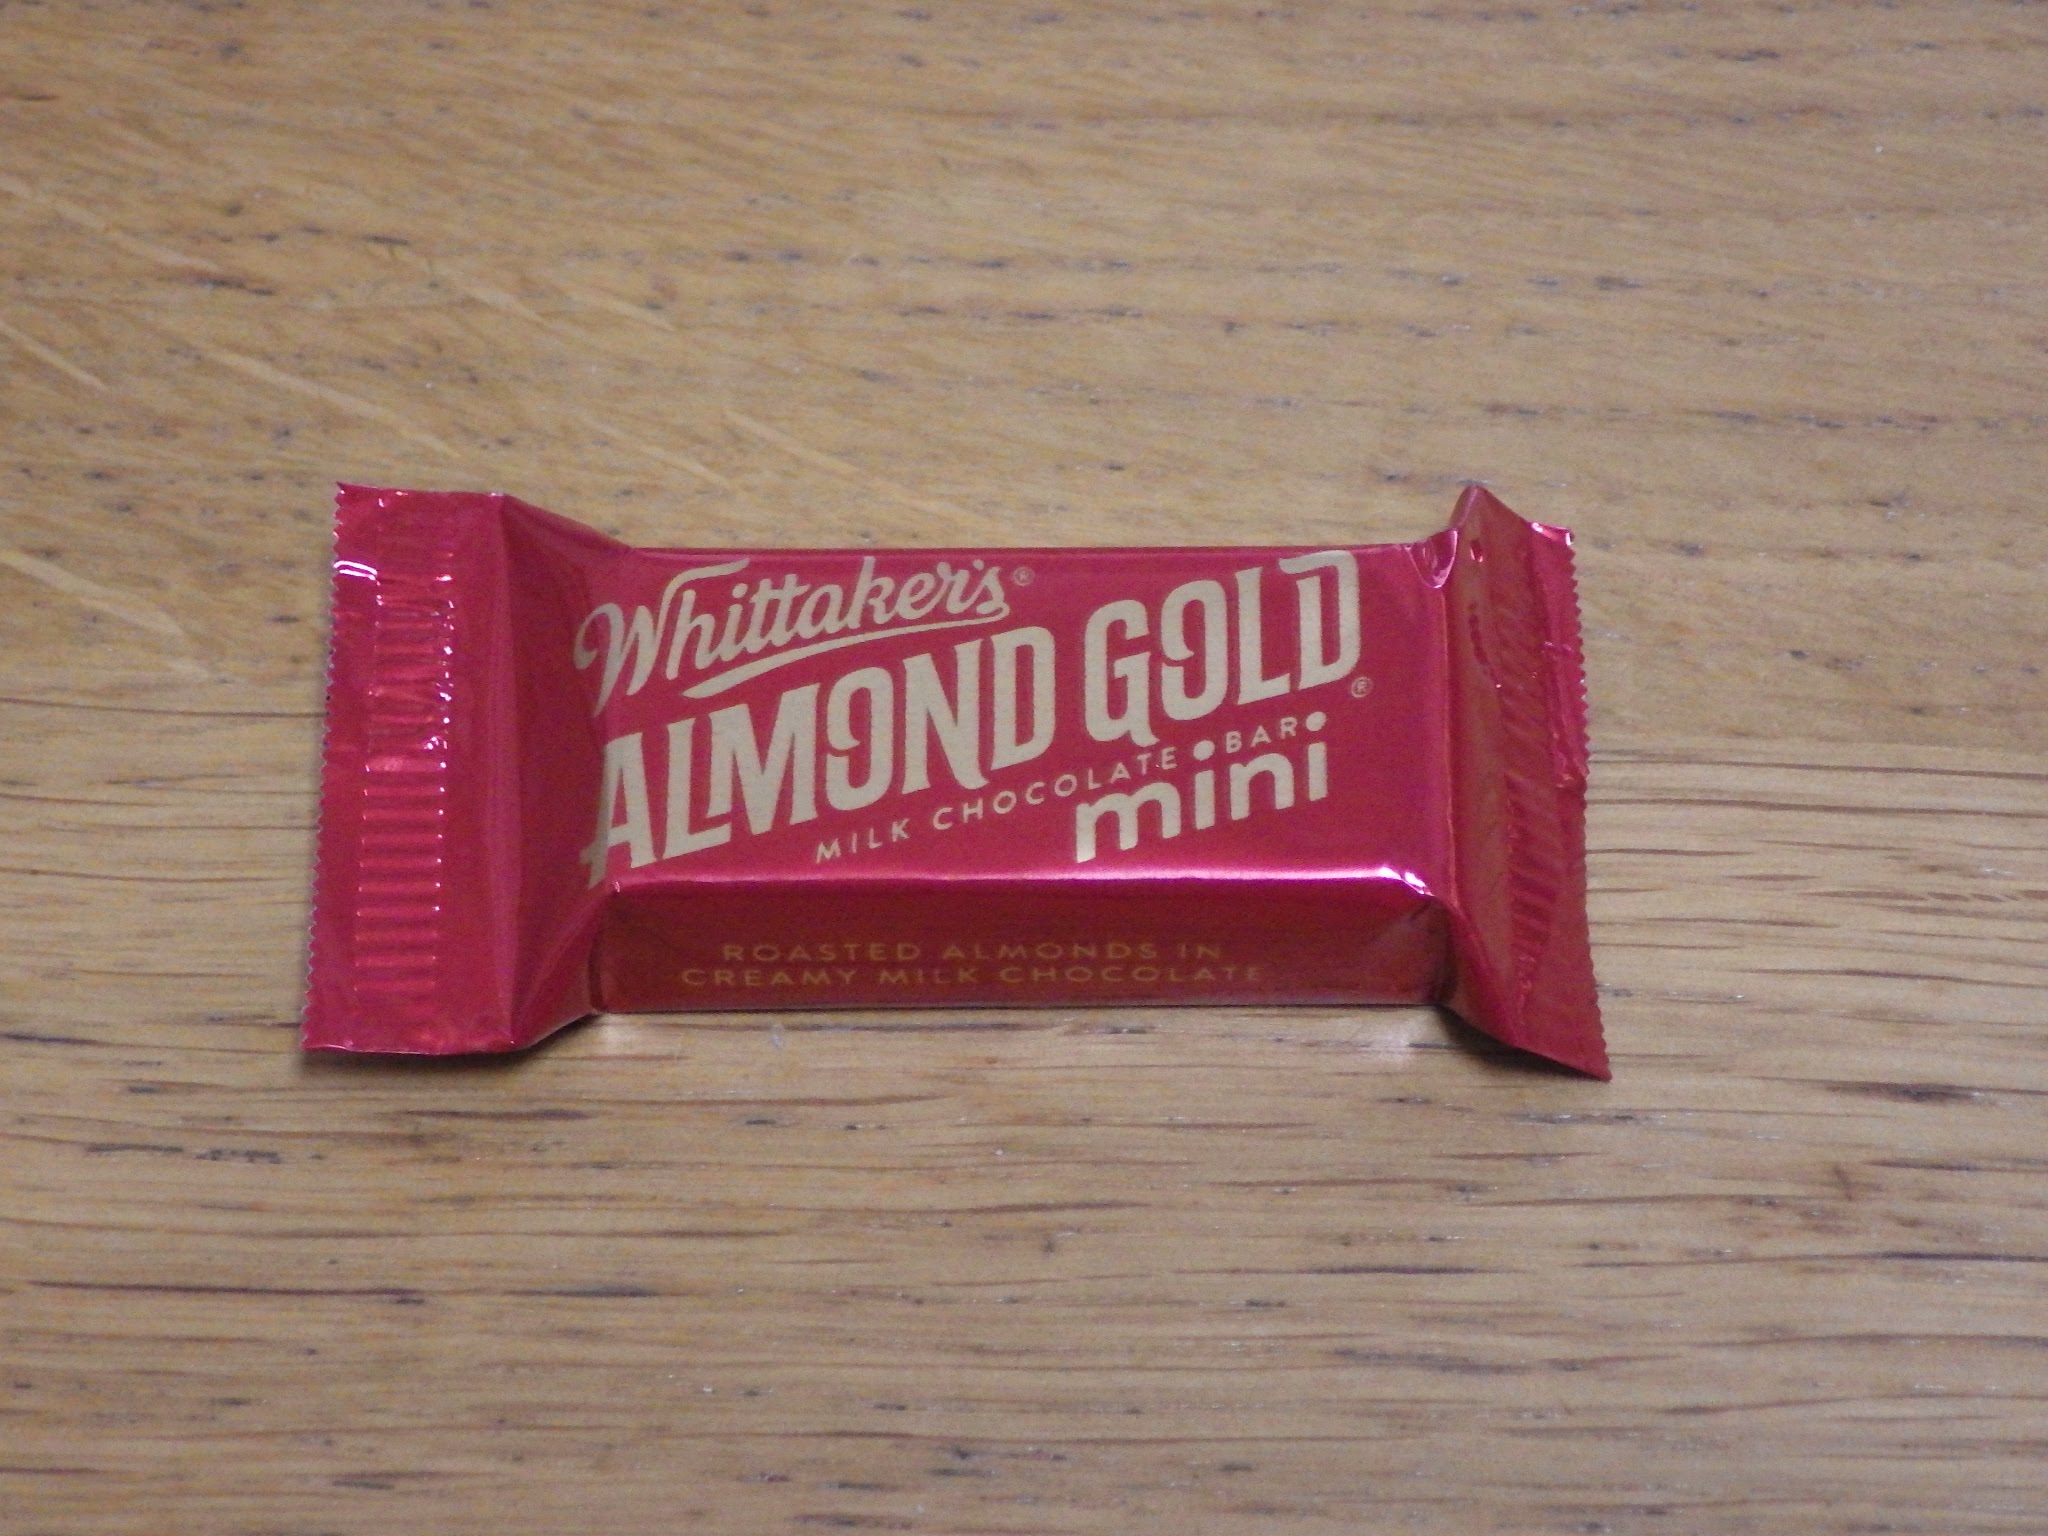 Whittaker's®
ALMOND GOLD®
MILK CHOCOLATE BAR
mini
ROASTED ALMONDS IN
CREAMY MILK CHOCOLATE